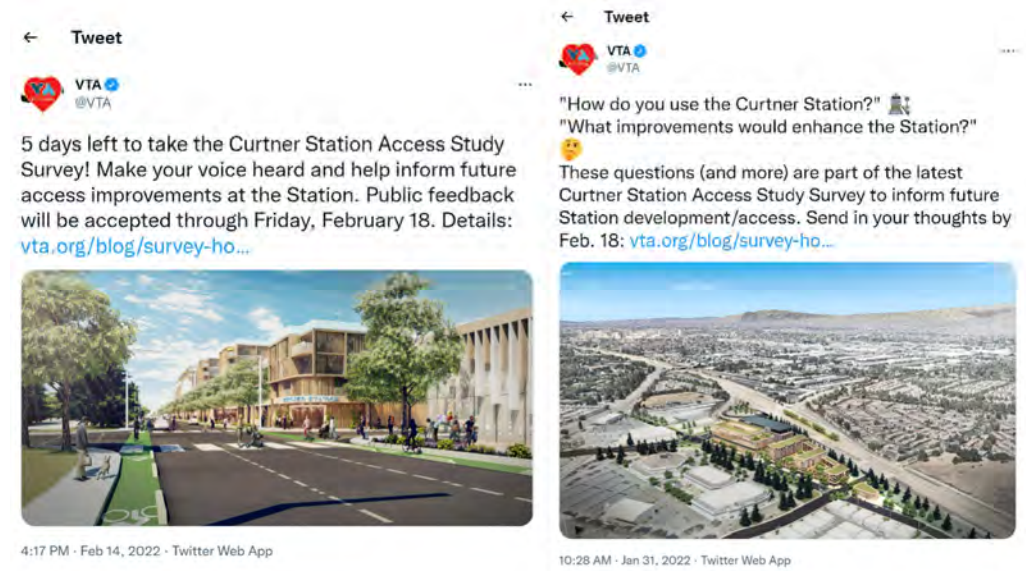 Tweet
VTA
@VTA
5 days left to take the Curtner Station Access Study
Survey! Make your voice heard and help inform future
access improvements at the Station. Public feedback
will be accepted through Friday, February 18. Details:
vta.org/blog/survey-ho...
4:17 PM · Feb 14, 2022 · Twitter Web App
Tweet
VTA
@VTA
"How do you use the Curtner Station?"
"What improvements would enhance the Station?"
These questions (and more) are part of the latest
Curtner Station Access Study Survey to inform future
Station development/access. Send in your thoughts by
Feb. 18: vta.org/blog/survey-ho...
10:28 AM · Jan 31, 2022 · Twitter Web App